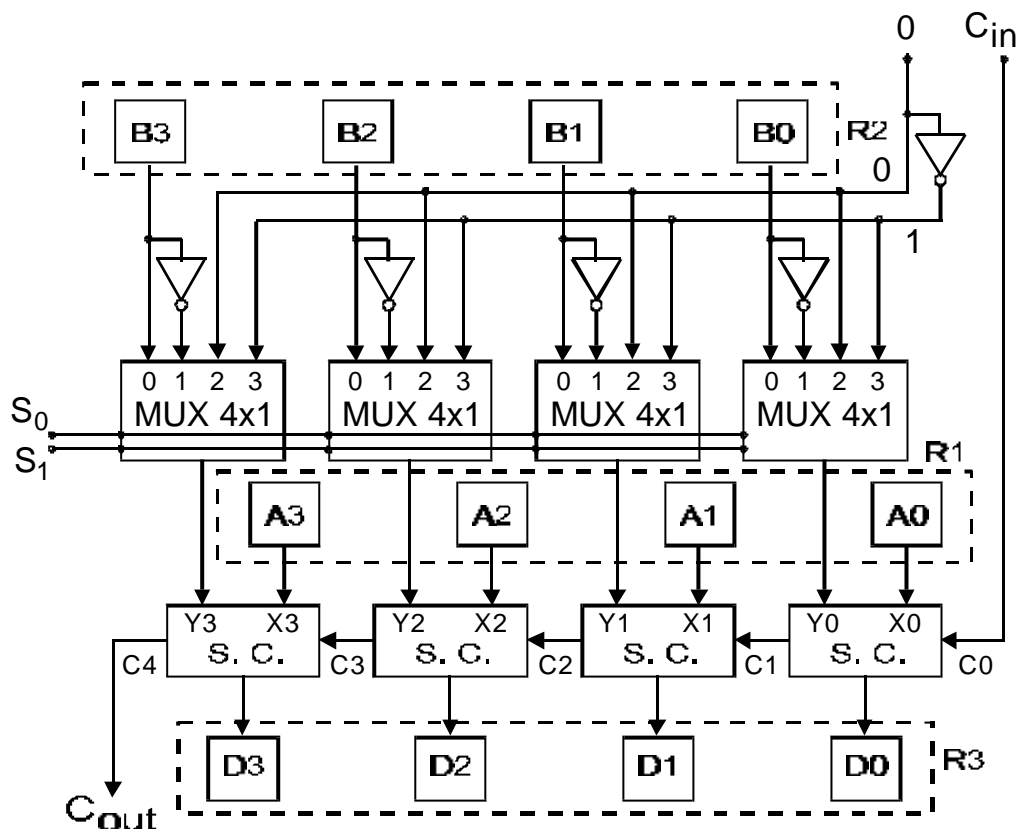 0 C_in
B3 B2 B1 B0 R2
0
1
0 1 2 3 0 1 2 3 0 1 2 3 0 1 2 3
MUX 4x1 MUX 4x1 MUX 4x1 MUX 4x1
S_0
S_1
R1
A3 A2 A1 A0
Y3 X3 Y2 X2 Y1 X1 Y0 X0
S. C. S. C. S. C. S. C.
C4 C3 C2 C1 C0
D3 D2 D1 D0 R3
C_out